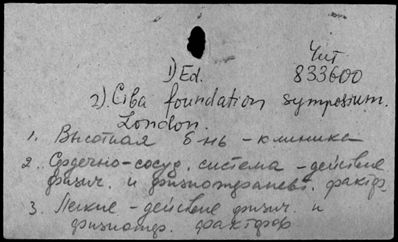 Чит
1) Ed. 833600
2) Ciba foundation symposium.
London.
1. Высотная б-нь - клиника
2. Сердечно-сосуд. система - действие
физич. и физиотерапевт. фактор
3. Легкие - действие физич. и
физиотер. факторов